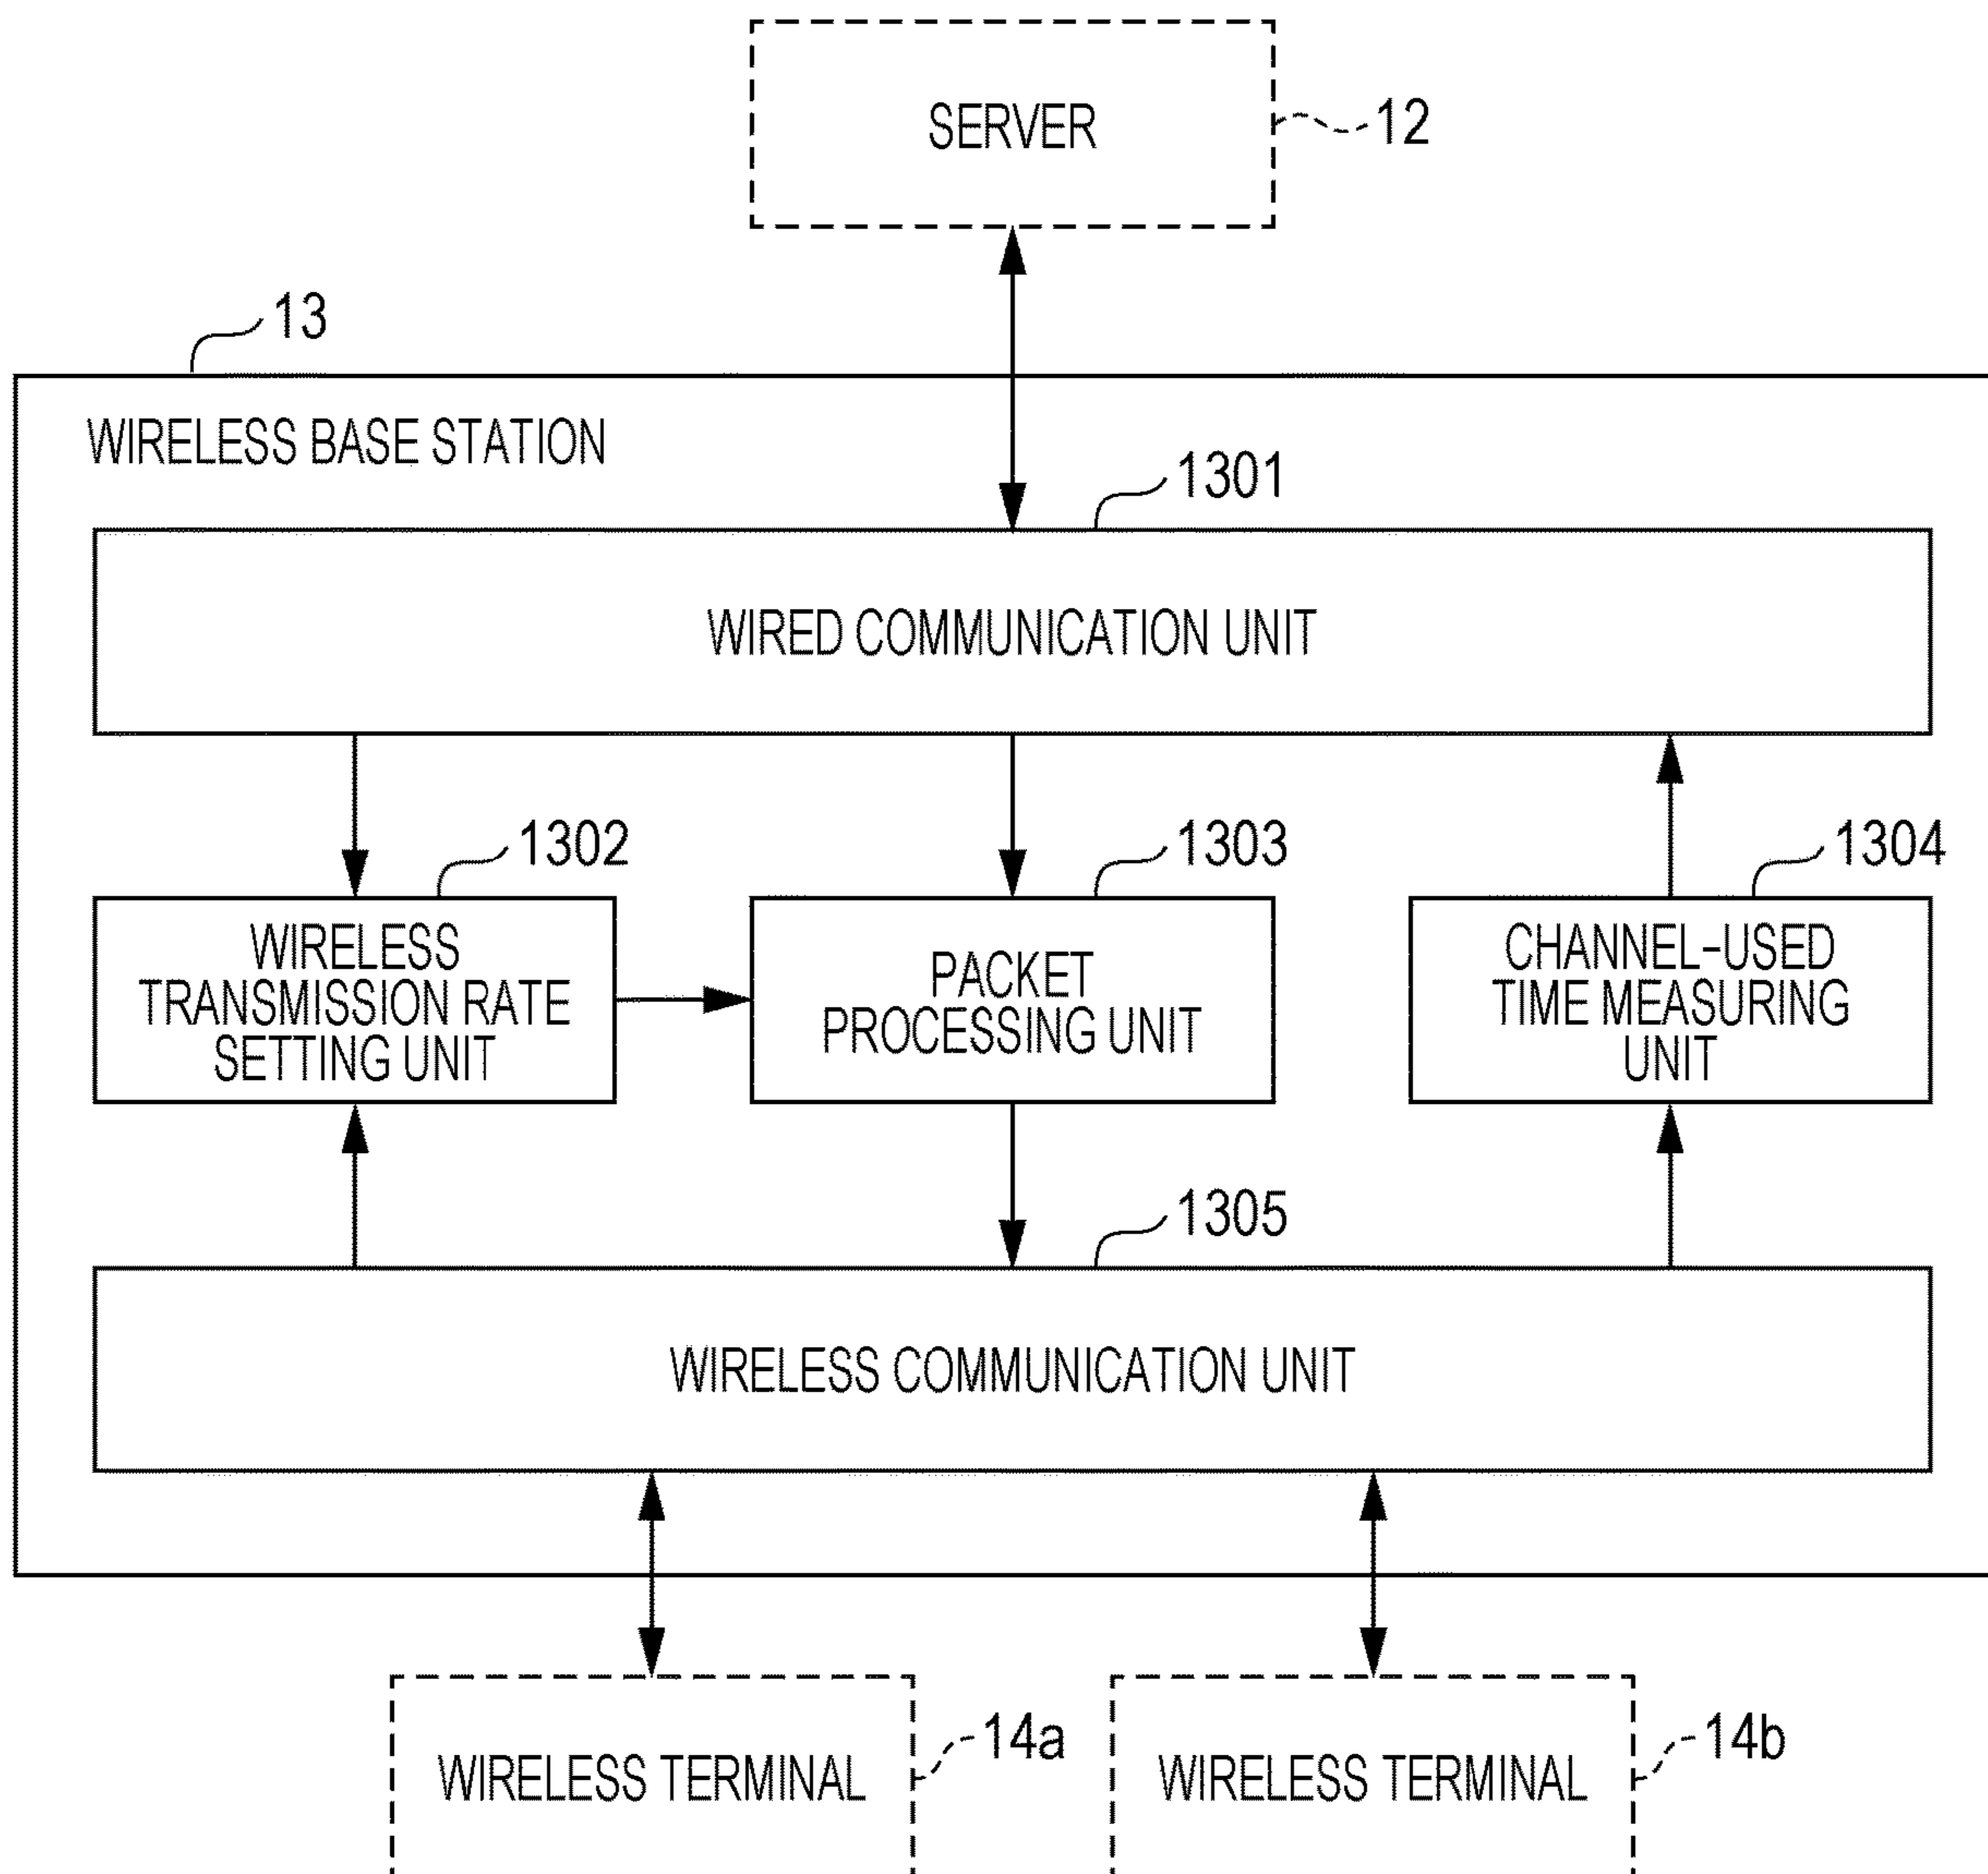 SERVER
12
13
WIRELESS BASE STATION
1301
WIRED COMMUNICATION UNIT
1302
1303
1304
WIRELESS
TRANSMISSION RATE
SETTING UNIT
PACKET
PROCESSING UNIT
CHANNEL-USED
TIME MEASURING
UNIT
1305
WIRELESS COMMUNICATION UNIT
14a
14b
WIRELESS TERMINAL
WIRELESS TERMINAL